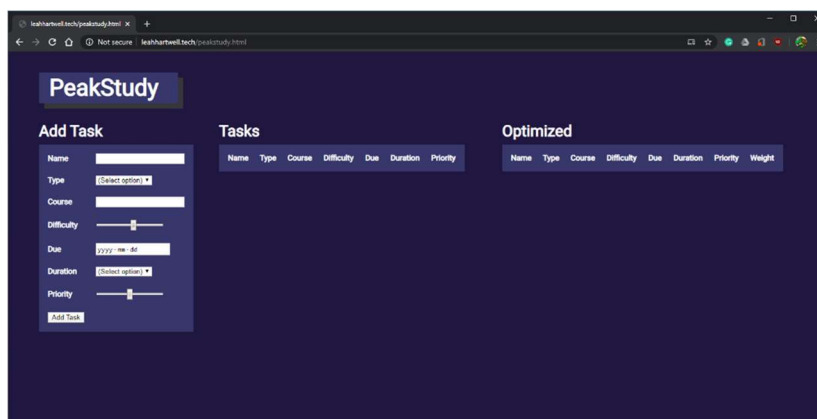 leahhartwell.tech/peakstudy.html
Not secure | leahhartwell.tech/peakstudy.html
PeakStudy
Add Task
Name
Type (Select option)
Course
Difficulty
Due yyyy-mm-dd
Duration (Select option)
Priority
Add Task
Tasks
Name Type Course Difficulty Due Duration Priority
Optimized
Name Type Course Difficulty Due Duration Priority Weight